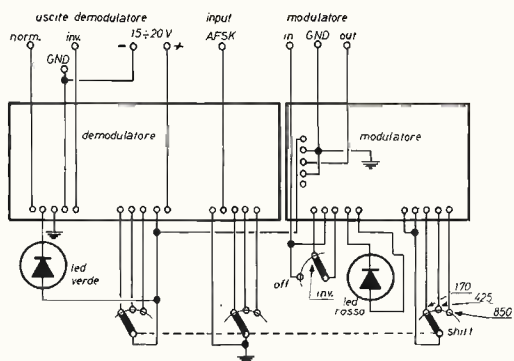 uscite demodulatore
input
modulatore
norm.
inv.
− 15÷20V +
AFSK
in
GND
out
GND
demodulatore
modulatore
led verde
off
inv.
led rosso
170
425
850
shift